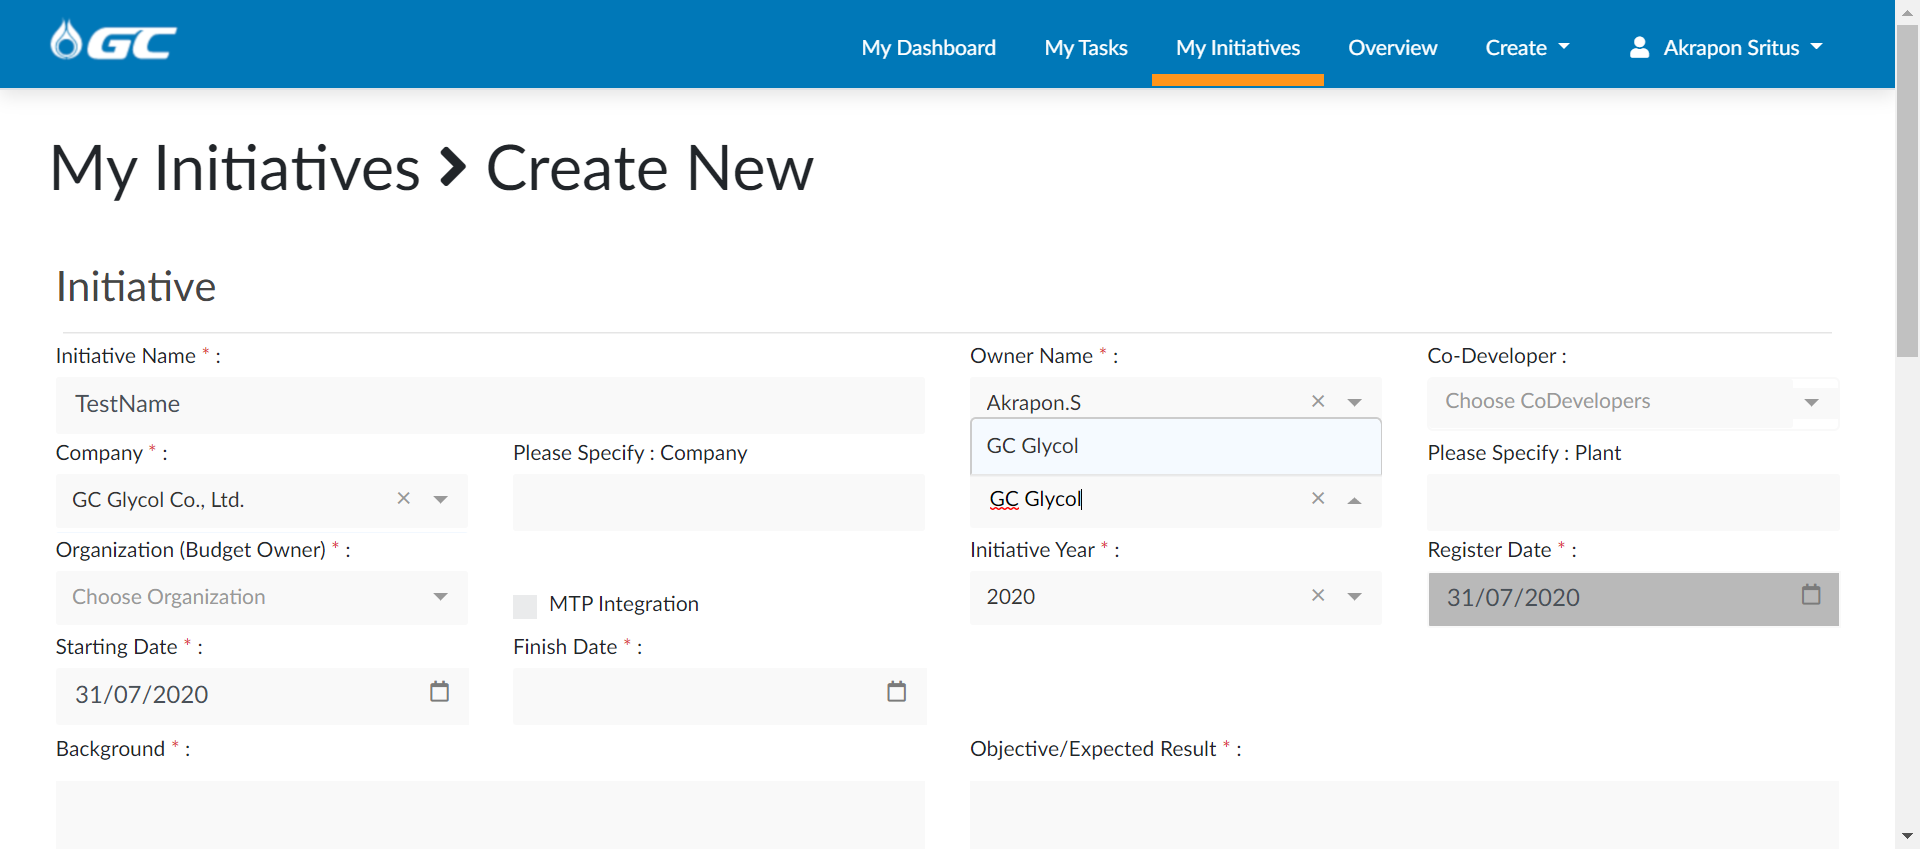 GC
My Dashboard
My Tasks
My Initiatives
Overview
Create
Akrapon Sritus
My Initiatives > Create New
Initiative
Initiative Name * :
Owner Name * :
Co-Developer :
TestName
Akrapon.S
Choose CoDevelopers
GC Glycol
Company * :
Please Specify : Company
Please Specify : Plant
GC Glycol Co., Ltd.
GC Glycol
Organization (Budget Owner) * :
Initiative Year * :
Register Date * :
Choose Organization
MTP Integration
2020
31/07/2020
Starting Date * :
Finish Date * :
31/07/2020
Background * :
Objective/Expected Result * :